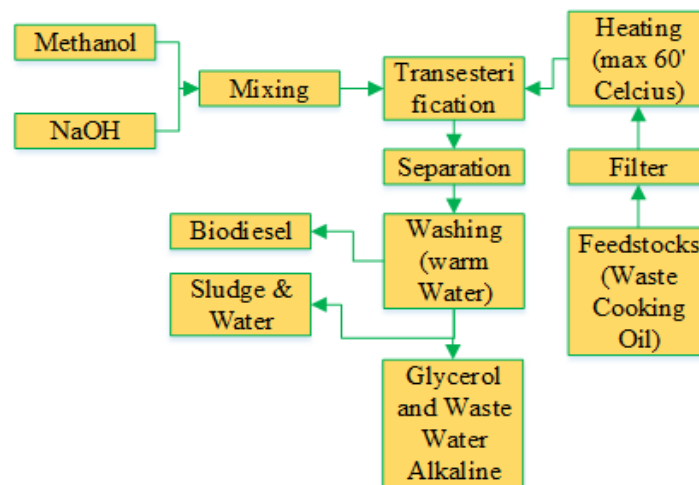 Methanol
NaOH
Mixing
Transesteri
fication
Heating
(max 60'
Celcius)
Separation
Filter
Biodiesel
Washing
(warm
Water)
Feedstocks
(Waste
Cooking
Oil)
Sludge &
Water
Glycerol
and Waste
Water
Alkaline